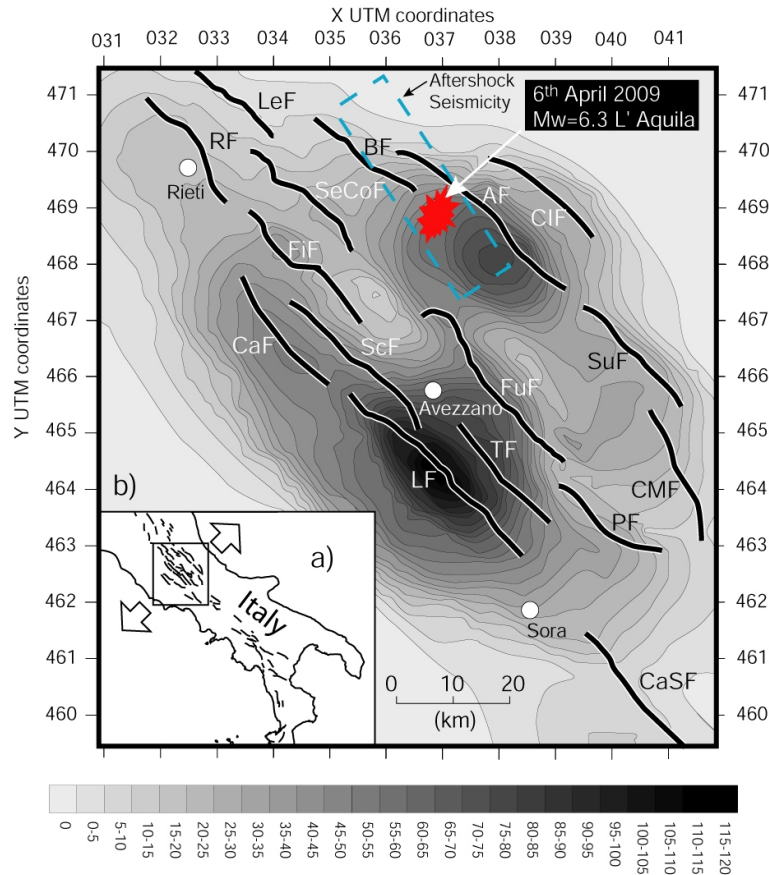 X UTM coordinates
031 032 033 034 035 036 037 038 039 040 041
Y UTM coordinates
471
470
469
468
467
466
465
464
463
462
461
460
471
470
469
468
467
466
465
464
463
462
461
460
Aftershock
Seismicity
6th April 2009
Mw=6.3 L' Aquila
LeF
RF
BF
Rieti
SeCoF
AF
ClF
FiF
CaF
ScF
SuF
FuF
Avezzano
TF
LF
CMF
PF
b)
a)
Italy
Sora
CaSF
0 10 20
(km)
0
0-5
5-10
10-15
15-20
20-25
25-30
30-35
35-40
45-50
55-60
60-65
65-70
70-75
75-80
80-85
85-90
90-95
95-100
100-105
105-110
110-115
115-120